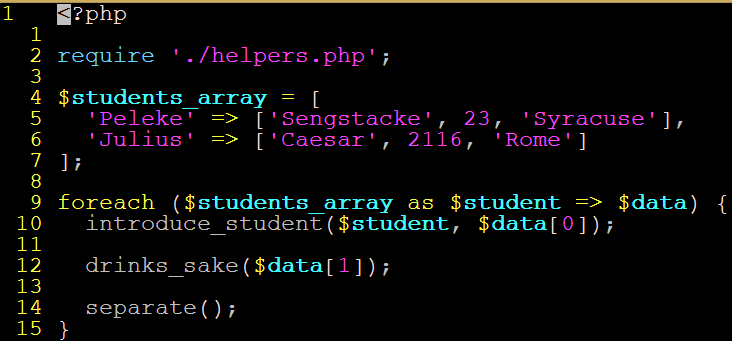 1   <?php
  1
  2 require './helpers.php';
  3
  4 $students_array = [
  5   'Peleke' => ['Sengstacke', 23, 'Syracuse'],
  6   'Julius' => ['Caesar', 2116, 'Rome']
  7 ];
  8
  9 foreach ($students_array as $student => $data) {
 10   introduce_student($student, $data[0]);
 11
 12   drinks_sake($data[1]);
 13
 14   separate();
 15 }